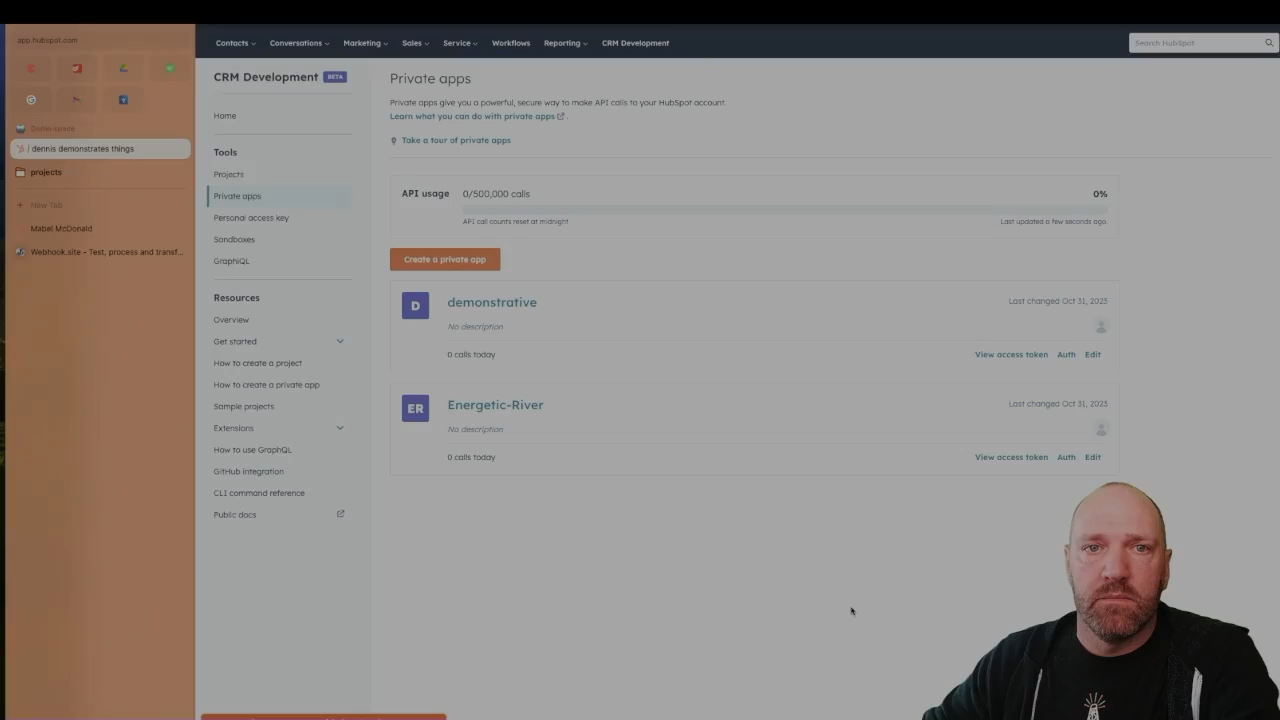 app.hubspot.com
Demo space
/ dennis demonstrates things
projects
New Tab
Mabel McDonald
Webhook.site – Test, process and transf...
Contacts
Conversations
Marketing
Sales
Service
Workflows
Reporting
CRM Development
Search HubSpot
CRM Development BETA
Home
Tools
Projects
Private apps
Personal access key
Sandboxes
GraphiQL
Resources
Overview
Get started
How to create a project
How to create a private app
Sample projects
Extensions
How to use GraphQL
GitHub integration
CLI command reference
Public docs
Private apps
Private apps give you a powerful, secure way to make API calls to your HubSpot account.
Learn what you can do with private apps .
Take a tour of private apps
API usage 0/500,000 calls 0%
API call counts reset at midnight Last updated a few seconds ago.
Create a private app
D demonstrative Last changed Oct 31, 2023
No description
0 calls today View access token Auth Edit
ER Energetic-River Last changed Oct 31, 2023
No description
0 calls today View access token Auth Edit